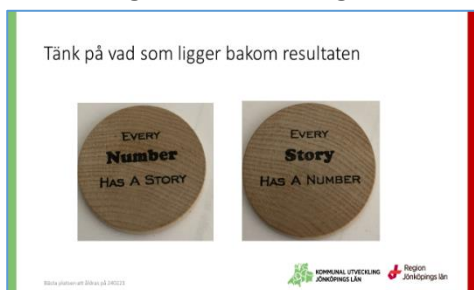 Tänk på vad som ligger bakom resultaten
EVERY
Number
HAS A STORY
EVERY
Story
HAS A NUMBER
KOMMUNAL UTVECKLING
JÖNKÖPINGS LÄN
Region
Jönköpings län